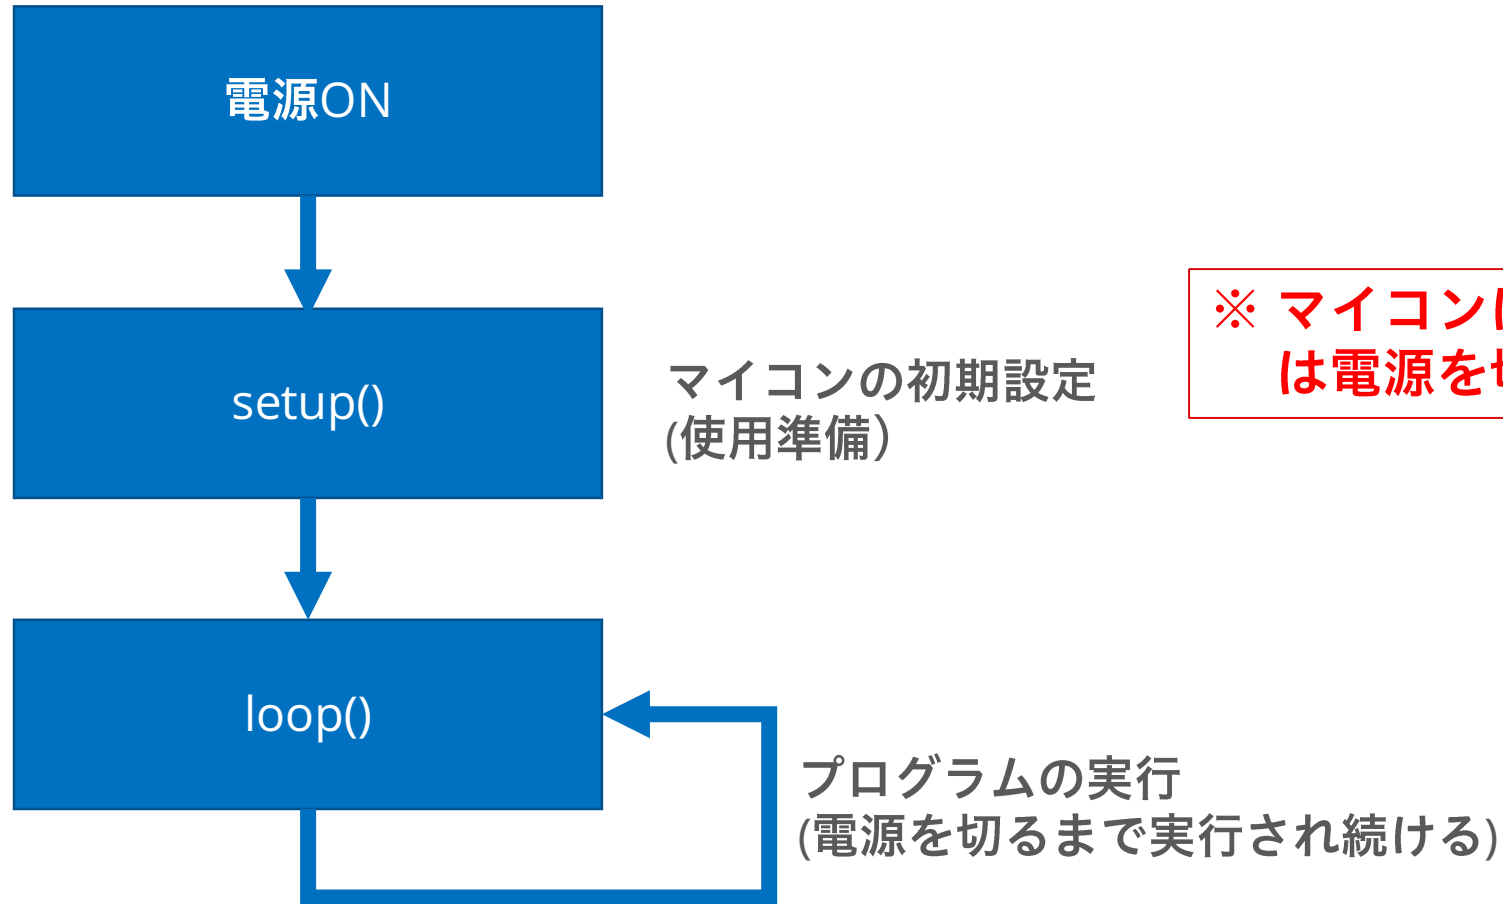 電源ON
setup()
マイコンの初期設定
(使用準備）
※ マイコンに
は電源を
loop()
プログラムの実行
(電源を切るまで実行され続ける)